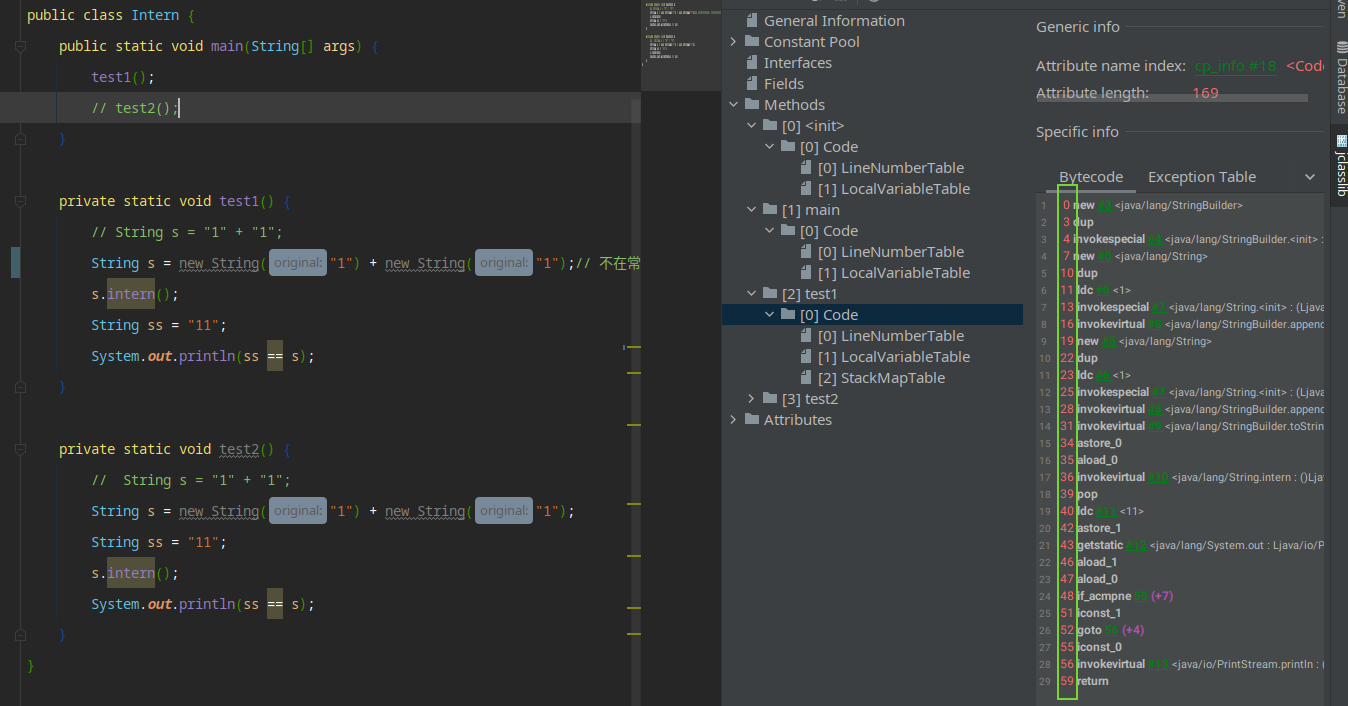 public class Intern {
public static void main(String[] args) {
test1();
// test2();
}
private static void test1() {
// String s = "1" + "1";
String s = new String( original: "1") + new String( original: "1");// 不在常
s.intern();
String ss = "11";
System.out.println(ss == s);
}
private static void test2() {
//  String s = "1" + "1";
String s = new String( original: "1") + new String( original: "1");
String ss = "11";
s.intern();
System.out.println(ss == s);
}
}
General Information
Constant Pool
Interfaces
Fields
Methods
[0] <init>
[0] Code
[0] LineNumberTable
[1] LocalVariableTable
[1] main
[0] Code
[0] LineNumberTable
[1] LocalVariableTable
[2] test1
[0] Code
[0] LineNumberTable
[1] LocalVariableTable
[2] StackMapTable
[3] test2
Attributes
Generic info
Attribute name index: cp_info #18 <Code
Attribute length: 169
Specific info
Bytecode Exception Table
1 0 new <java/lang/StringBuilder>
2 3 dup
3 4 invokespecial <java/lang/StringBuilder.<init> :
4 7 new <java/lang/String>
5 10 dup
6 11 ldc <1>
7 13 invokespecial <java/lang/String.<init> : (Ljava
8 16 invokevirtual <java/lang/StringBuilder.append
9 19 new <java/lang/String>
10 22 dup
11 23 ldc <1>
12 25 invokespecial <java/lang/String.<init> : (Ljava
13 28 invokevirtual <java/lang/StringBuilder.append
14 31 invokevirtual #9 <java/lang/StringBuilder.toStrin
15 34 astore_0
16 35 aload_0
17 36 invokevirtual #10 <java/lang/String.intern : ()Ljav
18 39 pop
19 40 ldc #11 <11>
20 42 astore_1
21 43 getstatic #12 <java/lang/System.out : Ljava/io/P
22 46 aload_1
23 47 aload_0
24 48 if_acmpne 55 (+7)
25 51 iconst_1
26 52 goto 56 (+4)
27 55 iconst_0
28 56 invokevirtual #13 <java/io/PrintStream.println : (
29 59 return
ven
Database
jclasslib